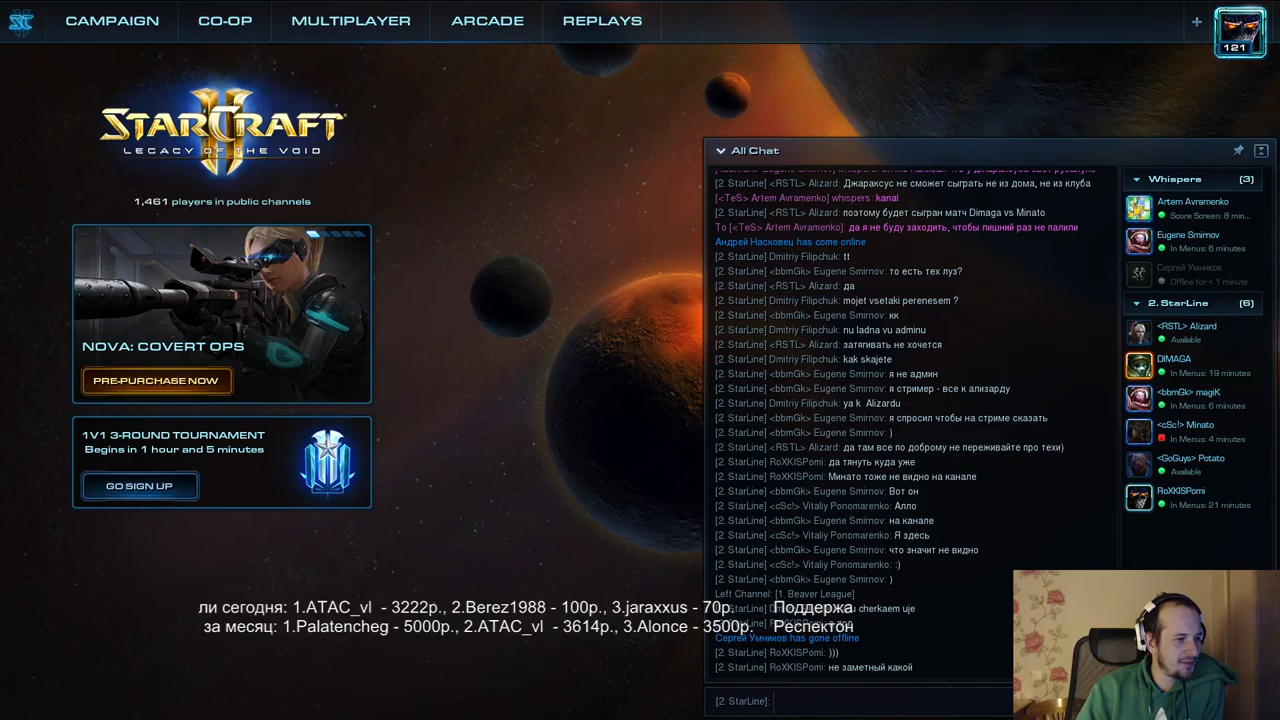 CAMPAIGN
CO-OP
MULTIPLAYER
ARCADE
REPLAYS
121
STARCRAFT
II
LEGACY OF THE VOID
1,461 players in public channels
NOVA: COVERT OPS
PRE-PURCHASE NOW
1V1 3-ROUND TOURNAMENT
Begins in 1 hour and 5 minutes
GO SIGN UP
All Chat
[2. StarLine] <RSTL> Alizard: Джараксус не сможет сыграть не из дома, не из клуба
[<TeS> Artem Avramenko] whispers: kanal
[2. StarLine] <RSTL> Alizard: поэтому будет сыгран матч Dimaga vs Minato
To [<TeS> Artem Avramenko]: да я не буду заходить, чтобы лишний раз не палили
Андрей Насковец has come online
[2. StarLine] Dmitriy Filipchuk: tt
[2. StarLine] <bbmGk> Eugene Smirnov: то есть тех луз?
[2. StarLine] <RSTL> Alizard: да
[2. StarLine] Dmitriy Filipchuk: mojet vsetaki perenesem ?
[2. StarLine] <bbmGk> Eugene Smirnov: кк
[2. StarLine] Dmitriy Filipchuk: nu ladna vu adminu
[2. StarLine] <RSTL> Alizard: затягивать не хочется
[2. StarLine] Dmitriy Filipchuk: kak skajete
[2. StarLine] <bbmGk> Eugene Smirnov: я не админ
[2. StarLine] <bbmGk> Eugene Smirnov: я стример - все к ализарду
[2. StarLine] Dmitriy Filipchuk: ya k Alizardu
[2. StarLine] <bbmGk> Eugene Smirnov: я спросил чтобы на стриме сказать
[2. StarLine] <bbmGk> Eugene Smirnov: )
[2. StarLine] <RSTL> Alizard: да там все по доброму не переживайте про техи)
[2. StarLine] RoXKISPomi: да тянуть куда уже
[2. StarLine] RoXKISPomi: Минато тоже не видно на канале
[2. StarLine] <bbmGk> Eugene Smirnov: Вот он
[2. StarLine] <cSc!> Vitaliy Ponomarenko: Алло
[2. StarLine] <bbmGk> Eugene Smirnov: на канале
[2. StarLine] <cSc!> Vitaliy Ponomarenko: Я здесь
[2. StarLine] <bbmGk> Eugene Smirnov: что значит не видно
[2. StarLine] <cSc!> Vitaliy Ponomarenko: :)
[2. StarLine] <bbmGk> Eugene Smirnov: )
Left Channel: [1. Beaver League]
cherkaem uje
Сергей Умников has gone offline
[2. StarLine] RoXKISPomi: )))
[2. StarLine] RoXKISPomi: не заметный какой
[2. StarLine]:
Whispers (3)
Artem Avramenko
Score Screen: 8 min...
Eugene Smirnov
In Menus: 6 minutes
Сергей Умников
Offline for < 1 minute
2. StarLine (6)
<RSTL> Alizard
Available
DIMAGA
In Menus: 19 minutes
<bbmGk> magiK
In Menus: 6 minutes
<cSc!> Minato
In Menus: 4 minutes
<GoGuys> Potato
Available
RoXKISPomi
In Menus: 21 minutes
ли сегодня: 1.ATAC_vl - 3222р., 2.Berez1988 - 100р., 3.jaraxxus - 70р. Поддержа
за месяц: 1.Palatencheg - 5000р., 2.ATAC_vl - 3614р., 3.Alonce - 3500р. Респектон